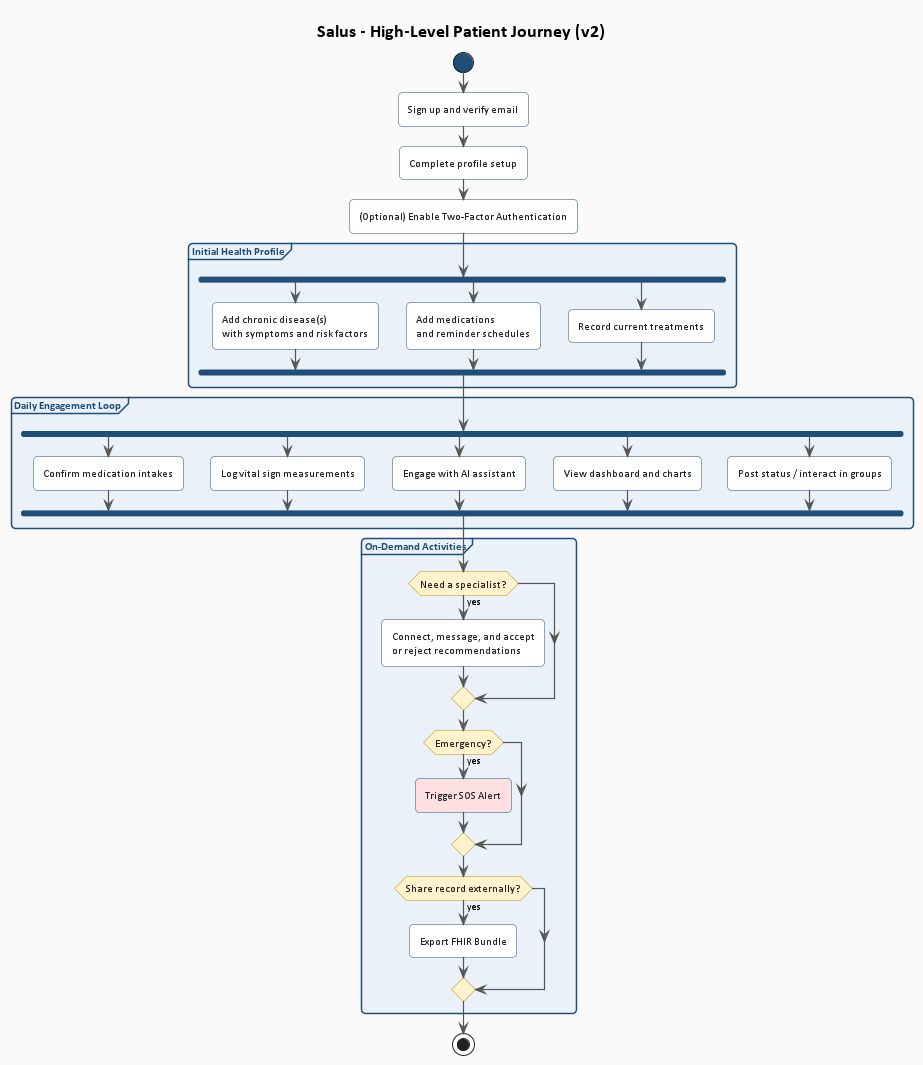 Salus - High-Level Patient Journey (v2)
Sign up and verify email
Complete profile setup
(Optional) Enable Two-Factor Authentication
Initial Health Profile
Add chronic disease(s)
with symptoms and risk factors
Add medications
and reminder schedules
Record current treatments
Daily Engagement Loop
Confirm medication intakes
Log vital sign measurements
Engage with AI assistant
View dashboard and charts
Post status / interact in groups
On-Demand Activities
Need a specialist?
yes
Connect, message, and accept
or reject recommendations
Emergency?
yes
Trigger SOS Alert
Share record externally?
yes
Export FHIR Bundle